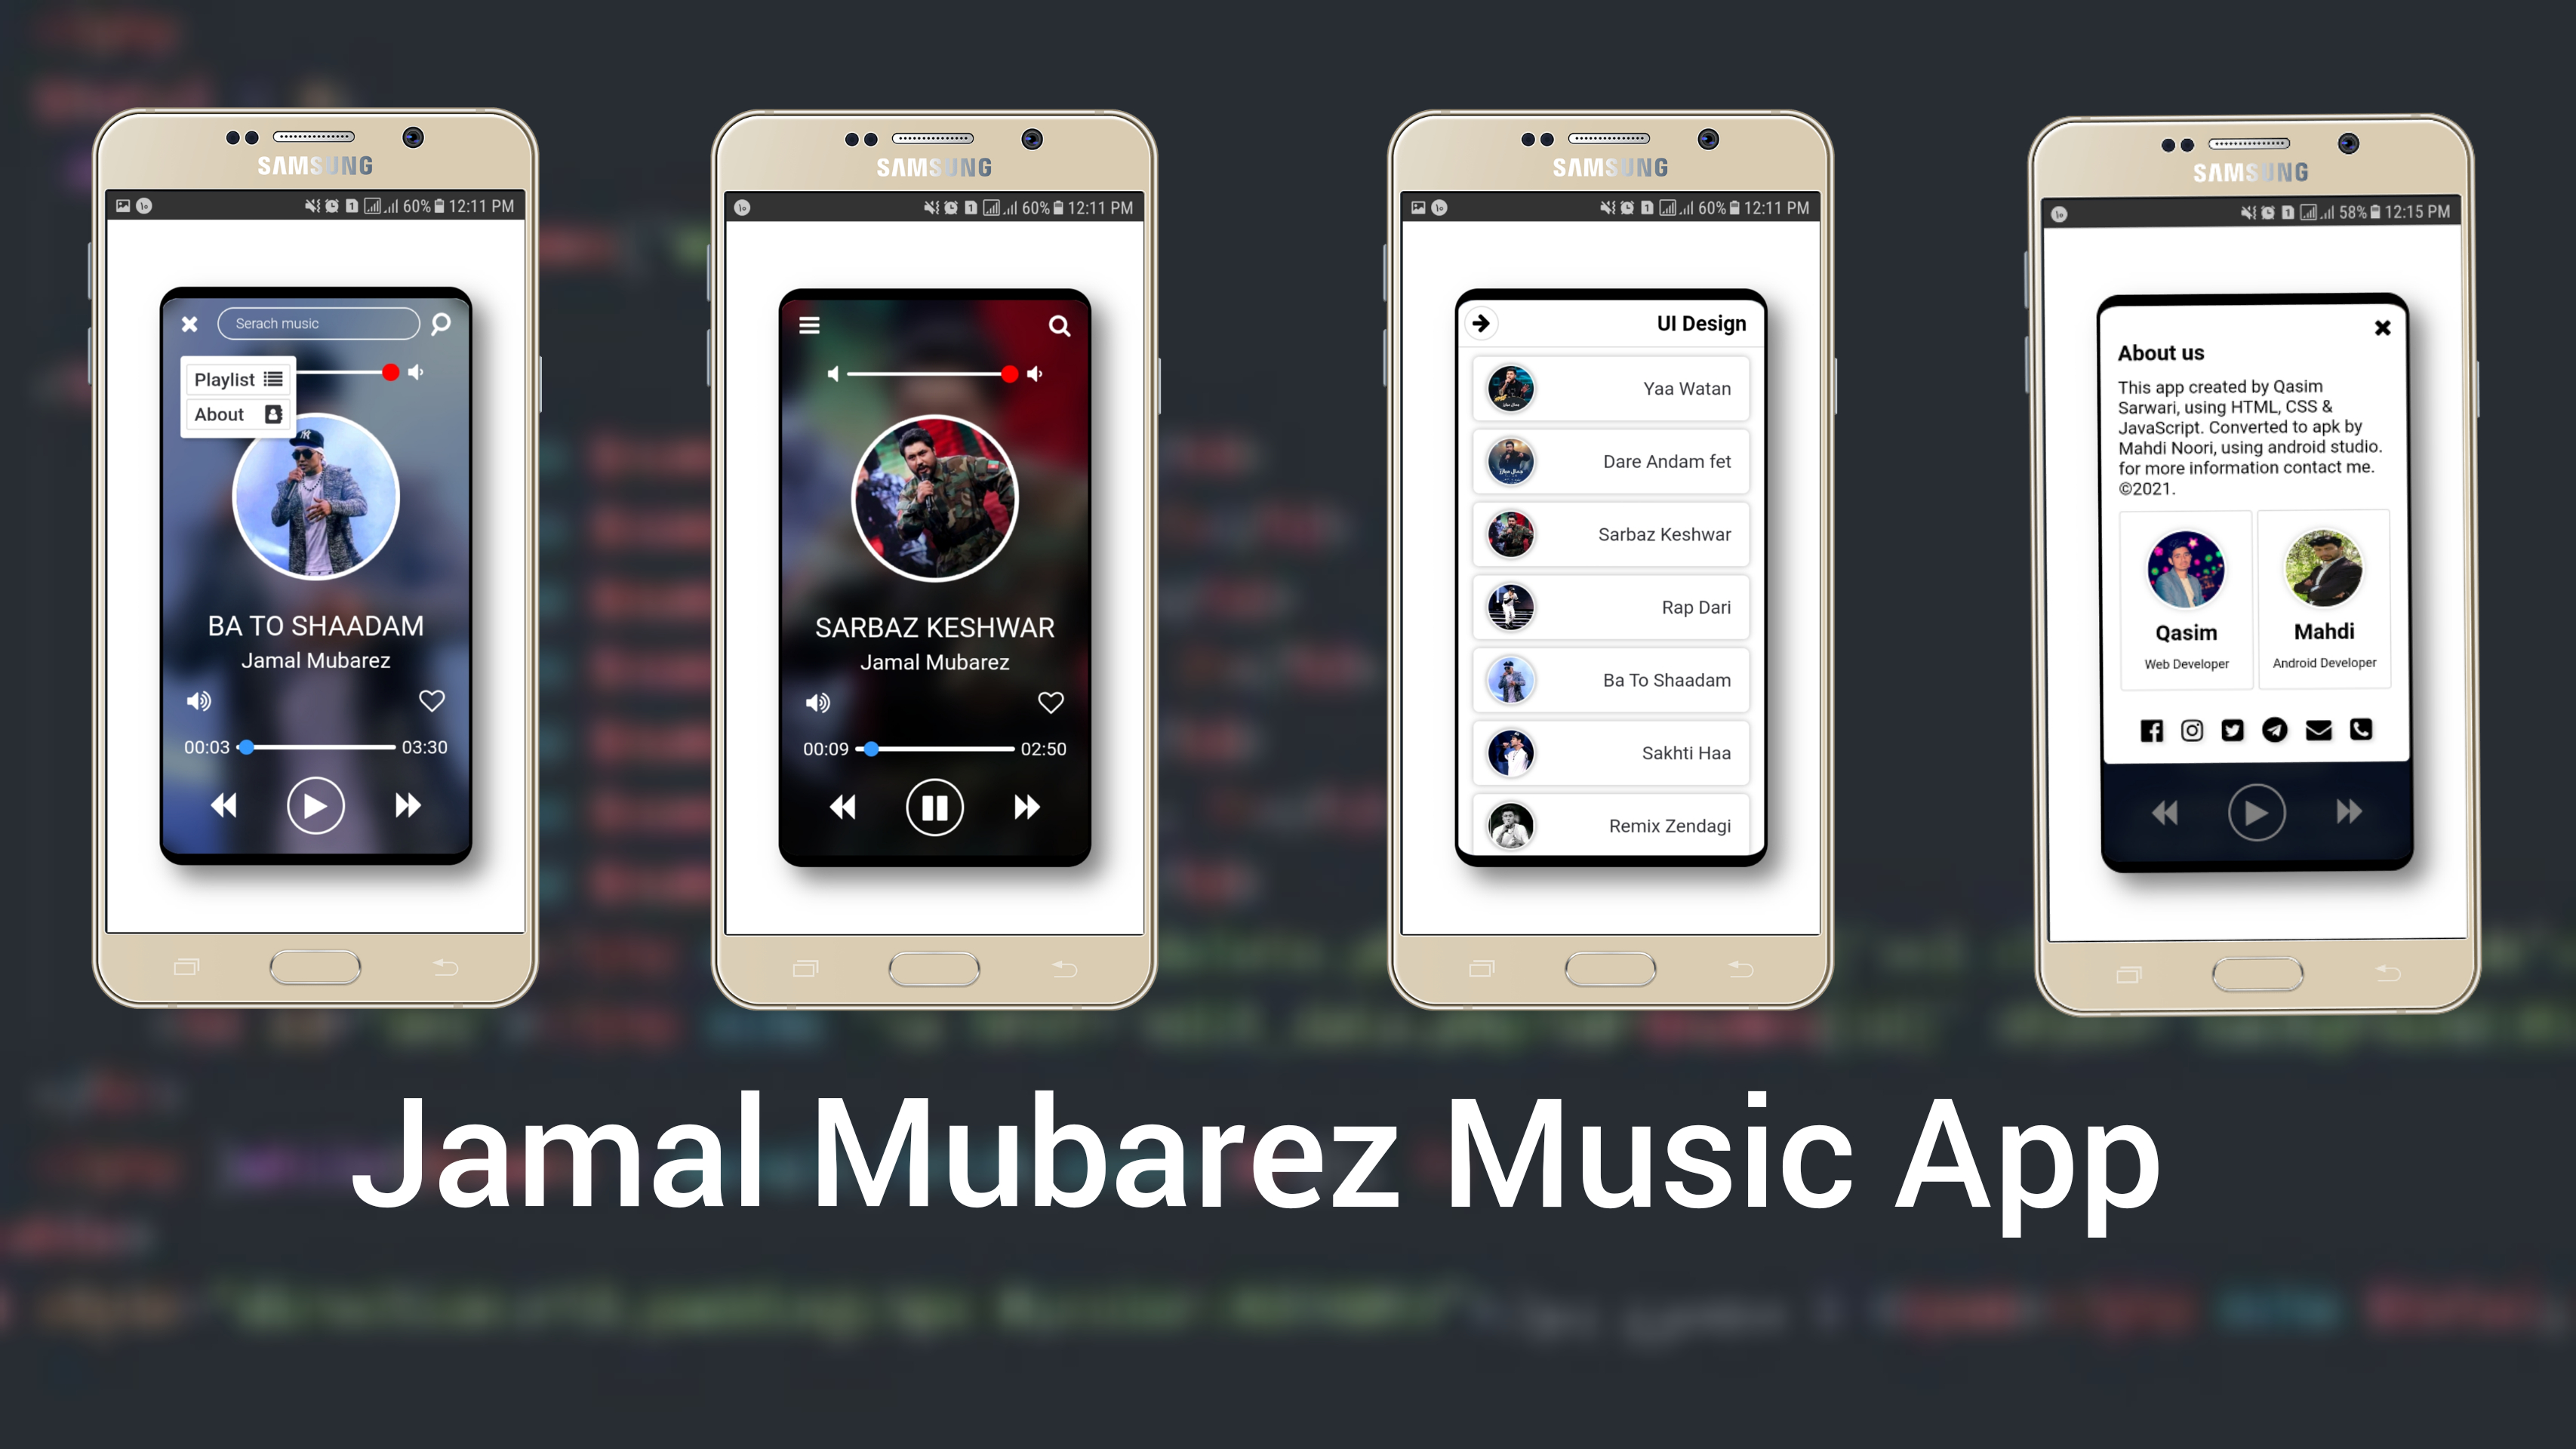 SAMSUNG
60% 12:11 PM
Serach music
Playlist
About
BA TO SHAADAM
Jamal Mubarez
00:03 03:30
SAMSUNG
60% 12:11 PM
SARBAZ KESHWAR
Jamal Mubarez
00:09 02:50
SAMSUNG
60% 12:11 PM
UI Design
Yaa Watan
Dare Andam fet
Sarbaz Keshwar
Rap Dari
Ba To Shaadam
Sakhti Haa
Remix Zendagi
SAMSUNG
58% 12:15 PM
About us
This app created by Qasim
Sarwari, using HTML, CSS &
JavaScript. Converted to apk by
Mahdi Noori, using android studio.
for more information contact me.
©2021.
Qasim
Web Developer
Mahdi
Android Developer
Jamal Mubarez Music App